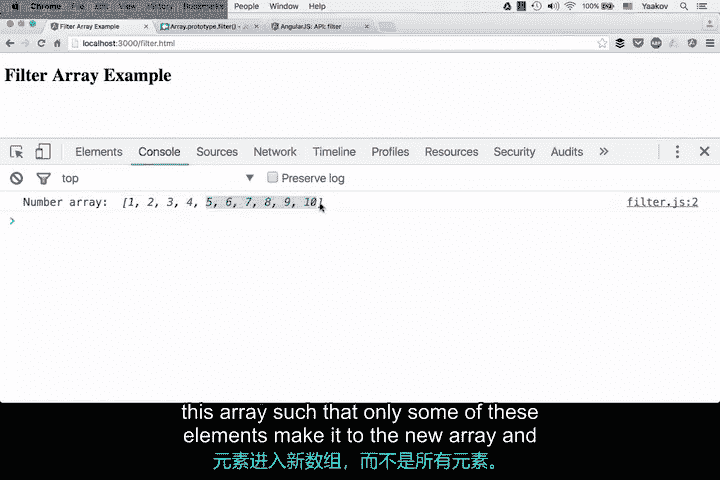 Chrome File Edit View History Bookmarks People Window Help 100% Yaakov
Filter Array Example Array.prototype.filter() - AngularJS: API: filter
localhost:3000/filter.html
Filter Array Example
Elements Console Sources Network Timeline Profiles Resources Security Audits
top Preserve log
Number array: [1, 2, 3, 4, 5, 6, 7, 8, 9, 10] filter.js:2
this array such that only some of these
elements make it to the new array and
元素进入新数组，而不是所有元素。